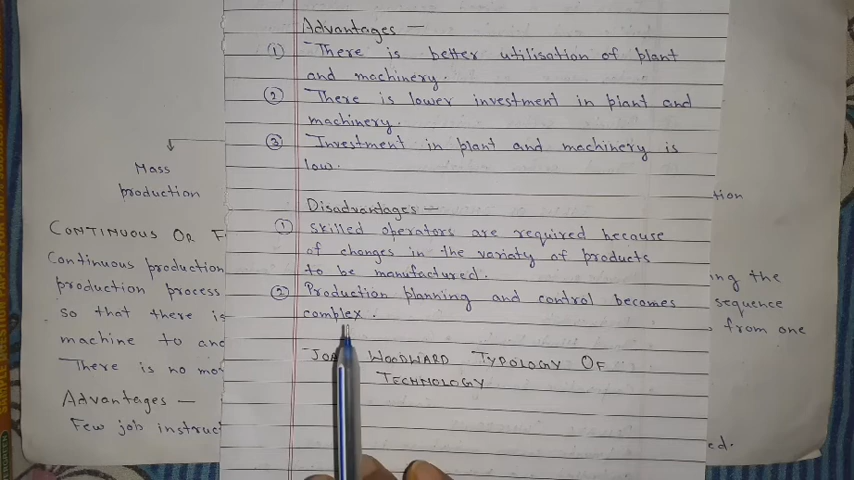 Advantages —
① There is better utilisation of plant
and machinery.
② There is lower investment in plant and
machinery.
③ Investment in plant and machinery is
low.
Disadvantages —
① skilled operators are required because
of changes in the variaty of products
to be manufactured.
② Production planning and control becomes
complex.
WOODWARD TYPOLOGY OF
TECHNOLOGY
Mass
production
CONTINUOUS OR
Continuous production
production process
so that there is
machine to
There is no
Advantages —
Few job
tion
the
sequence
from one